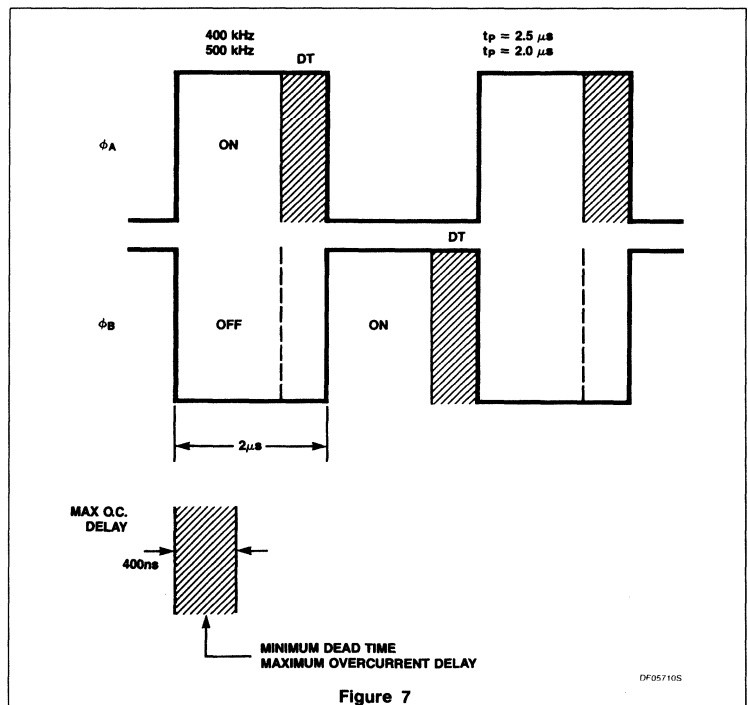 400 kHz
500 kHz
DT
tP = 2.5 µs
tP = 2.0 µs
ϕA
ON
DT
ϕB
OFF
ON
2µs
MAX O.C.
DELAY
400ns
MINIMUM DEAD TIME
MAXIMUM OVERCURRENT DELAY
DF05710S
Figure 7